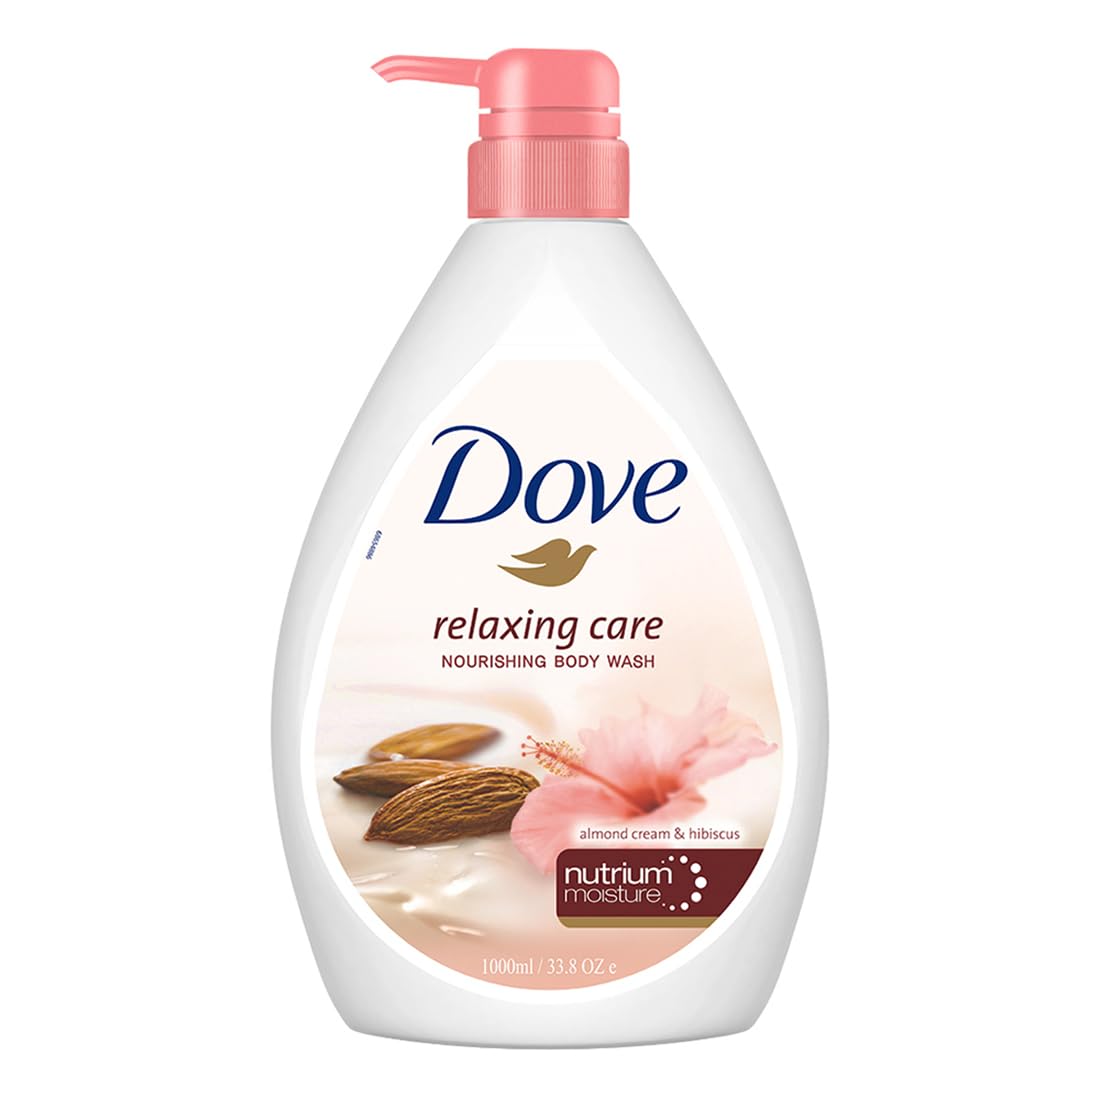 Dove
relaxing care
NOURISHING BODY WASH
almond cream & hibiscus
nutrium
moisture
1000ml / 33.8 OZ e